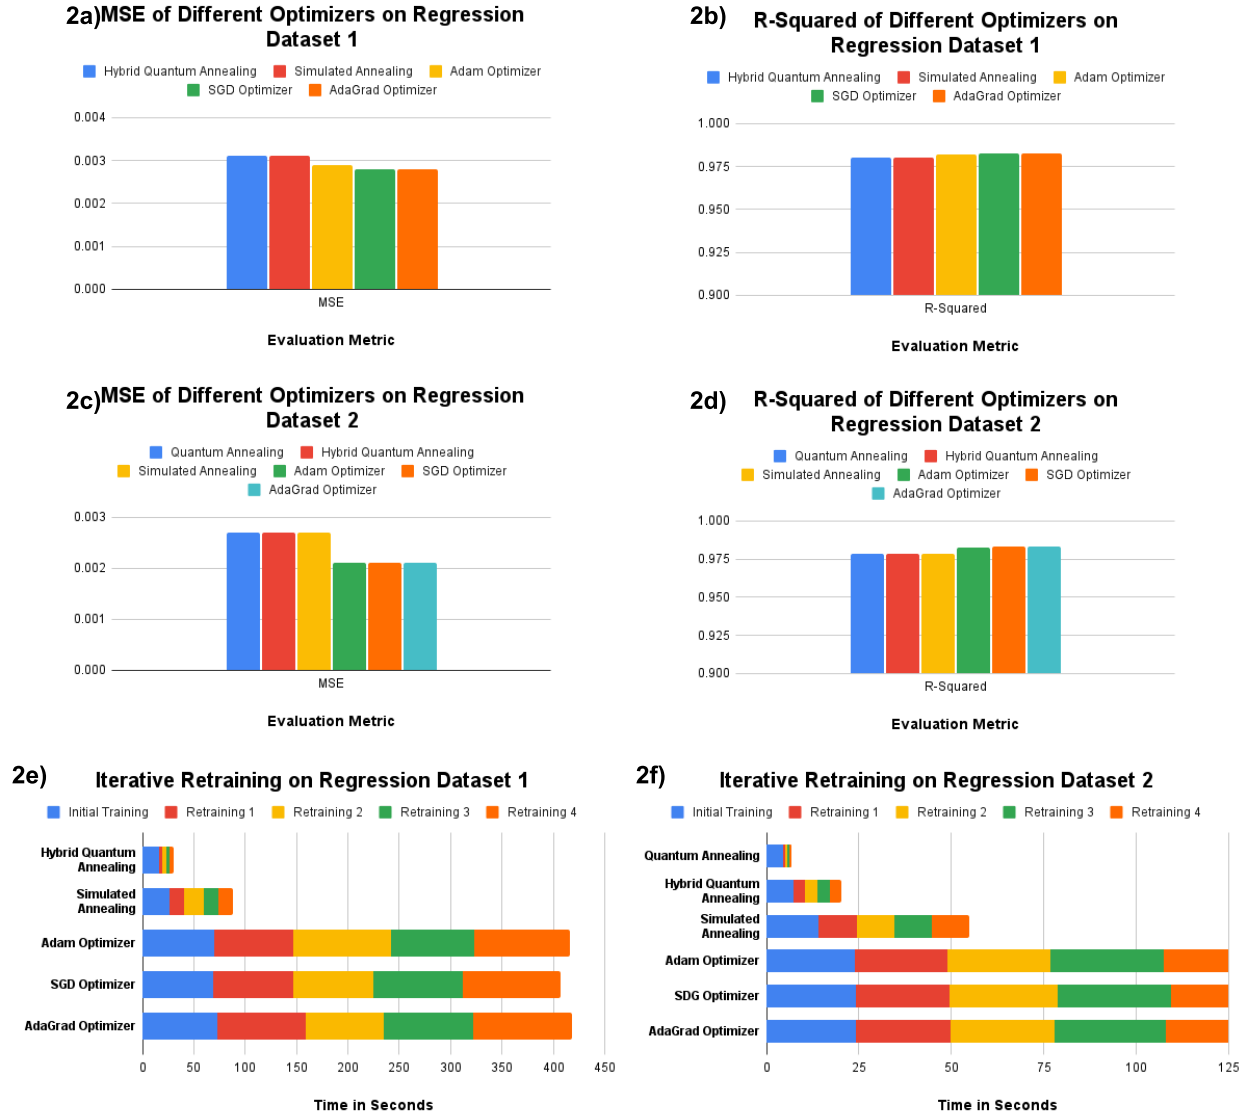 2a) MSE of Different Optimizers on Regression
Dataset 1
Hybrid Quantum Annealing Simulated Annealing Adam Optimizer
SGD Optimizer AdaGrad Optimizer
0.004
0.003
0.002
0.001
0.000
MSE
Evaluation Metric
2b) R-Squared of Different Optimizers on
Regression Dataset 1
Hybrid Quantum Annealing Simulated Annealing Adam Optimizer
SGD Optimizer AdaGrad Optimizer
1.000
0.975
0.950
0.925
0.900
R-Squared
Evaluation Metric
2c) MSE of Different Optimizers on Regression
Dataset 2
Quantum Annealing Hybrid Quantum Annealing
Simulated Annealing Adam Optimizer SGD Optimizer
AdaGrad Optimizer
0.003
0.002
0.001
0.000
MSE
Evaluation Metric
2d) R-Squared of Different Optimizers on
Regression Dataset 2
Quantum Annealing Hybrid Quantum Annealing
Simulated Annealing Adam Optimizer SGD Optimizer
AdaGrad Optimizer
1.000
0.975
0.950
0.925
0.900
R-Squared
Evaluation Metric
2e) Iterative Retraining on Regression Dataset 1
Initial Training Retraining 1 Retraining 2 Retraining 3 Retraining 4
Hybrid Quantum
Annealing
Simulated
Annealing
Adam Optimizer
SGD Optimizer
AdaGrad Optimizer
0 50 100 150 200 250 300 350 400 450
Time in Seconds
2f) Iterative Retraining on Regression Dataset 2
Initial Training Retraining 1 Retraining 2 Retraining 3 Retraining 4
Quantum Annealing
Hybrid Quantum
Annealing
Simulated
Annealing
Adam Optimizer
SDG Optimizer
AdaGrad Optimizer
0 25 50 75 100 125
Time in Seconds